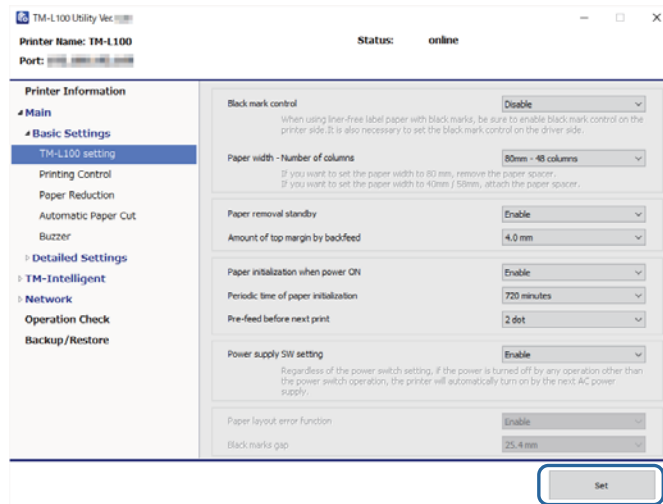 TM-L100 Utility Ver.
Printer Name: TM-L100
Status: online
Port:
Printer Information
Main
Basic Settings
TM-L100 setting
Printing Control
Paper Reduction
Automatic Paper Cut
Buzzer
Detailed Settings
TM-Intelligent
Network
Operation Check
Backup/Restore
Black mark control Disable
When using liner-free label paper with black marks, be sure to enable black mark control on the
printer side.It is also necessary to set the black mark control on the driver side.
Paper width - Number of columns 80mm - 48 columns
If you want to set the paper width to 80 mm, remove the paper spacer.
If you want to set the paper width to 40mm / 58mm, attach the paper spacer.
Paper removal standby Enable
Amount of top margin by backfeed 4.0 mm
Paper initialization when power ON Enable
Periodic time of paper initialization 720 minutes
Pre-feed before next print 2 dot
Power supply SW setting Enable
Regardless of the power switch setting, if the power is turned off by any operation other than
the power switch operation, the printer will automatically turn on by the next AC power
supply.
Paper layout error function Enable
Black marks gap 25.4 mm
Set